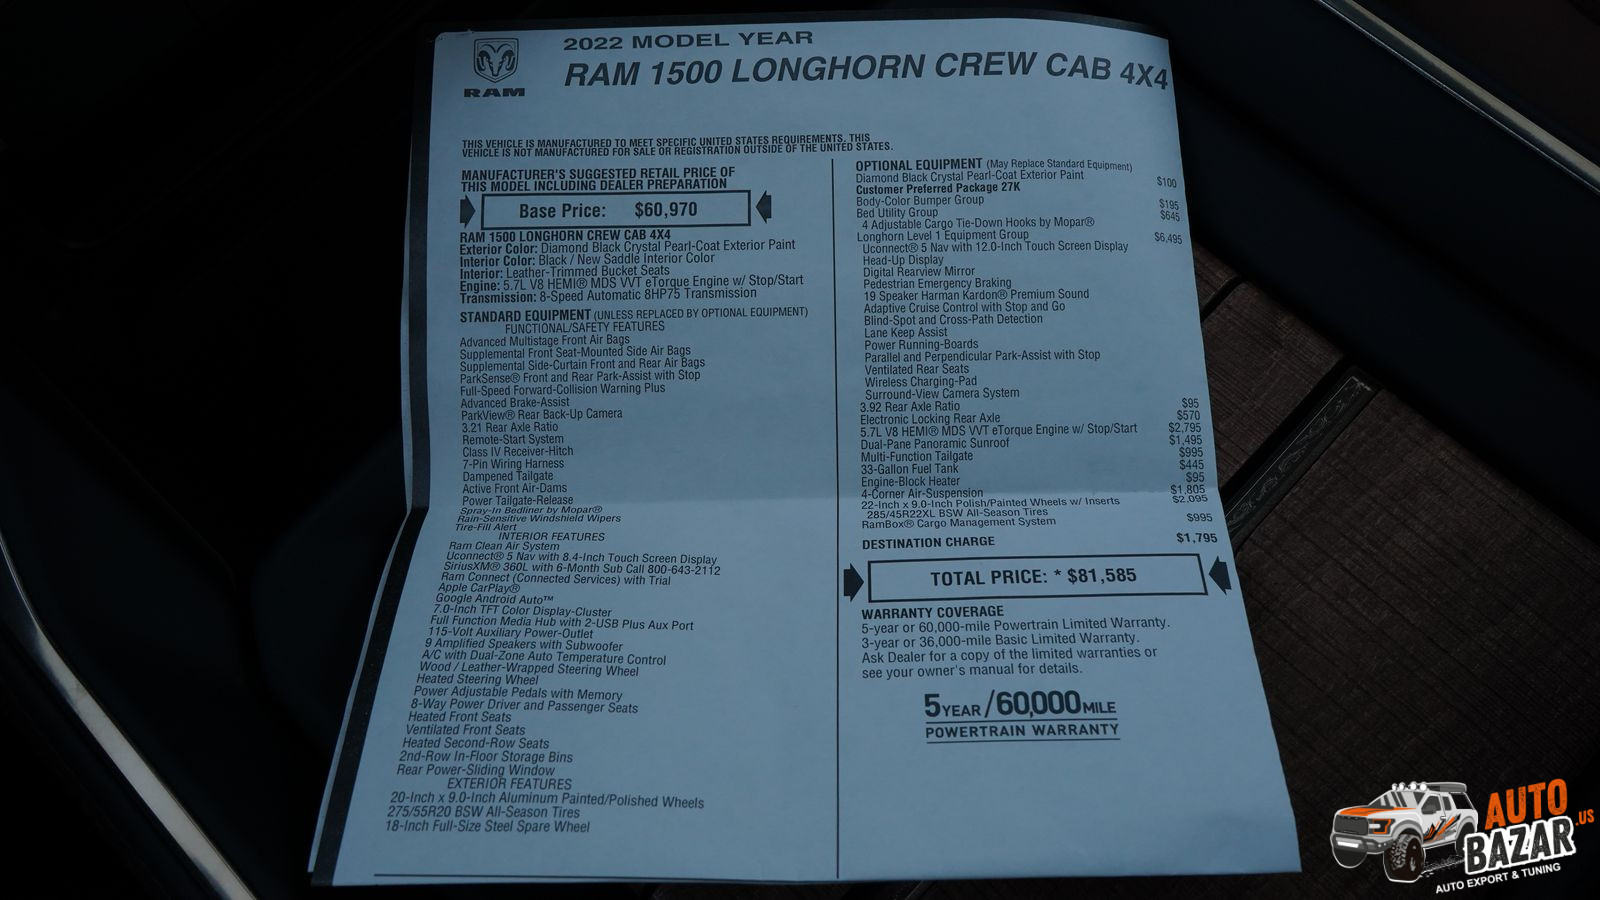 RAM
2022 MODEL YEAR
RAM 1500 LONGHORN CREW CAB 4X4
THIS VEHICLE IS MANUFACTURED TO MEET SPECIFIC UNITED STATES REQUIREMENTS. THIS
VEHICLE IS NOT MANUFACTURED FOR SALE OR REGISTRATION OUTSIDE OF THE UNITED STATES.
MANUFACTURER'S SUGGESTED RETAIL PRICE OF
THIS MODEL INCLUDING DEALER PREPARATION
Base Price: $60,970
RAM 1500 LONGHORN CREW CAB 4X4
Exterior Color: Diamond Black Crystal Pearl-Coat Exterior Paint
Interior Color: Black / New Saddle Interior Color
Interior: Leather-Trimmed Bucket Seats
Engine: 5.7L V8 HEMI® MDS VVT eTorque Engine w/ Stop/Start
Transmission: 8-Speed Automatic 8HP75 Transmission
STANDARD EQUIPMENT (UNLESS REPLACED BY OPTIONAL EQUIPMENT)
FUNCTIONAL/SAFETY FEATURES
Advanced Multistage Front Air Bags
Supplemental Front Seat-Mounted Side Air Bags
Supplemental Side-Curtain Front and Rear Air Bags
ParkSense® Front and Rear Park-Assist with Stop
Full-Speed Forward-Collision Warning Plus
Advanced Brake-Assist
ParkView® Rear Back-Up Camera
3.21 Rear Axle Ratio
Remote-Start System
Class IV Receiver-Hitch
7-Pin Wiring Harness
Dampened Tailgate
Active Front Air-Dams
Power Tailgate-Release
Spray-In Bedliner by Mopar®
Rain-Sensitive Windshield Wipers
Tire-Fill Alert
INTERIOR FEATURES
Ram Clean Air System
Uconnect® 5 Nav with 8.4-Inch Touch Screen Display
SiriusXM® 360L with 6-Month Sub Call 800-643-2112
Ram Connect (Connected Services) with Trial
Apple CarPlay®
Google Android Auto™
7.0-Inch TFT Color Display-Cluster
Full Function Media Hub with 2-USB Plus Aux Port
115-Volt Auxiliary Power-Outlet
9 Amplified Speakers with Subwoofer
A/C with Dual-Zone Auto Temperature Control
Wood / Leather-Wrapped Steering Wheel
Heated Steering Wheel
Power Adjustable Pedals with Memory
8-Way Power Driver and Passenger Seats
Heated Front Seats
Ventilated Front Seats
Heated Second-Row Seats
2nd-Row In-Floor Storage Bins
Rear Power-Sliding Window
EXTERIOR FEATURES
20-Inch x 9.0-Inch Aluminum Painted/Polished Wheels
275/55R20 BSW All-Season Tires
18-Inch Full-Size Steel Spare Wheel
OPTIONAL EQUIPMENT (May Replace Standard Equipment)
Diamond Black Crystal Pearl-Coat Exterior Paint $100
Customer Preferred Package 27K
Body-Color Bumper Group $195
Bed Utility Group $645
4 Adjustable Cargo Tie-Down Hooks by Mopar®
Longhorn Level 1 Equipment Group $6,495
Uconnect® 5 Nav with 12.0-Inch Touch Screen Display
Head-Up Display
Digital Rearview Mirror
Pedestrian Emergency Braking
19 Speaker Harman Kardon® Premium Sound
Adaptive Cruise Control with Stop and Go
Blind-Spot and Cross-Path Detection
Lane Keep Assist
Power Running-Boards
Parallel and Perpendicular Park-Assist with Stop
Ventilated Rear Seats
Wireless Charging-Pad
Surround-View Camera System
3.92 Rear Axle Ratio $95
Electronic Locking Rear Axle $570
5.7L V8 HEMI® MDS VVT eTorque Engine w/ Stop/Start $2,795
Dual-Pane Panoramic Sunroof $1,495
Multi-Function Tailgate $995
33-Gallon Fuel Tank $445
Engine-Block Heater $95
4-Corner Air-Suspension $1,805
22-Inch x 9.0-Inch Polish/Painted Wheels w/ Inserts $2,095
285/45R22XL BSW All-Season Tires
RamBox® Cargo Management System $995
DESTINATION CHARGE $1,795
TOTAL PRICE: * $81,585
WARRANTY COVERAGE
5-year or 60,000-mile Powertrain Limited Warranty.
3-year or 36,000-mile Basic Limited Warranty.
Ask Dealer for a copy of the limited warranties or
see your owner's manual for details.
5YEAR/60,000MILE
POWERTRAIN WARRANTY
AUTO
BAZAR.US
AUTO EXPORT & TUNING